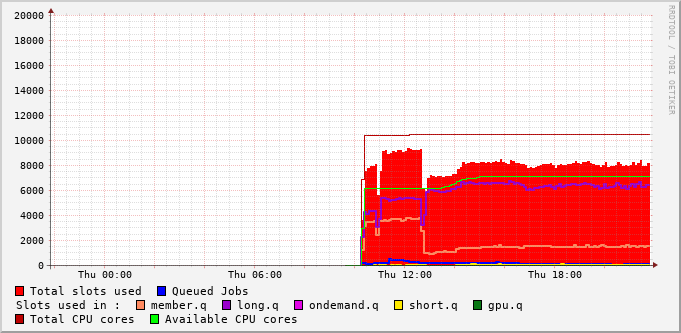 RRDTOOL / TOBI OETIKER
20000
18000
16000
14000
12000
10000
8000
6000
4000
2000
0
Thu 00:00 Thu 06:00 Thu 12:00 Thu 18:00
Total slots used Queued Jobs
Slots used in : member.q long.q ondemand.q short.q gpu.q
Total CPU cores Available CPU cores